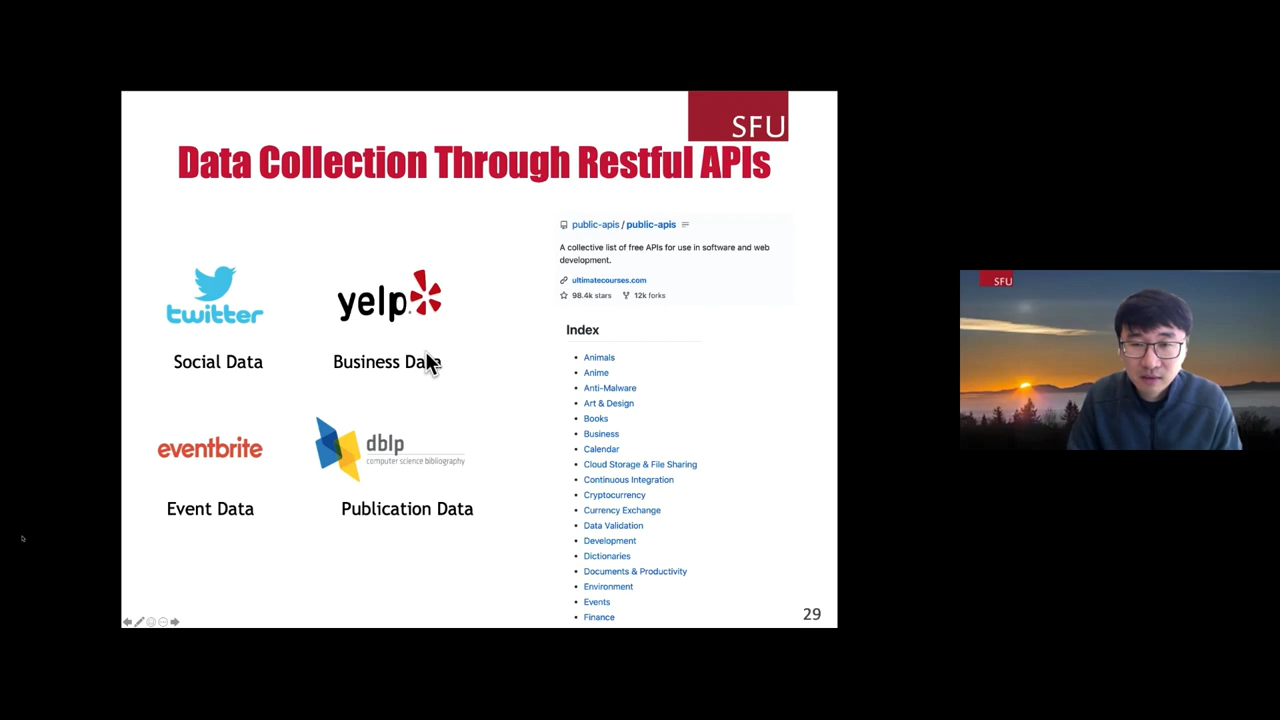 SFU
Data Collection Through Restful APIs
twitter
Social Data
yelp
Business Data
eventbrite
Event Data
dblp
computer science bibliography
Publication Data
public-apis / public-apis
A collective list of free APIs for use in software and web
development.
ultimatecourses.com
98.4k stars 12k forks
Index
Animals
Anime
Anti-Malware
Art & Design
Books
Business
Calendar
Cloud Storage & File Sharing
Continuous Integration
Cryptocurrency
Currency Exchange
Data Validation
Development
Dictionaries
Documents & Productivity
Environment
Events
Finance
29
SFU